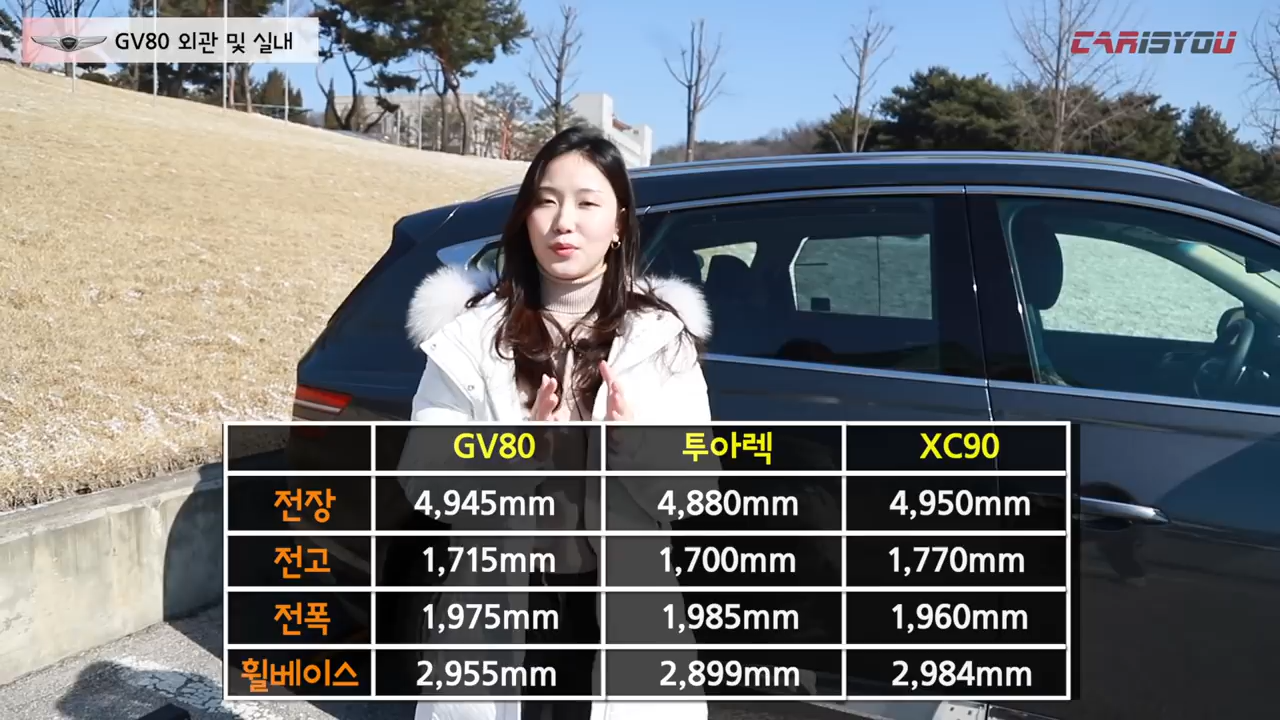 GV80 외관 및 실내
CARISYOU
GV80 투아렉 XC90
전장 4,945mm 4,880mm 4,950mm
전고 1,715mm 1,700mm 1,770mm
전폭 1,975mm 1,985mm 1,960mm
휠베이스 2,955mm 2,899mm 2,984mm